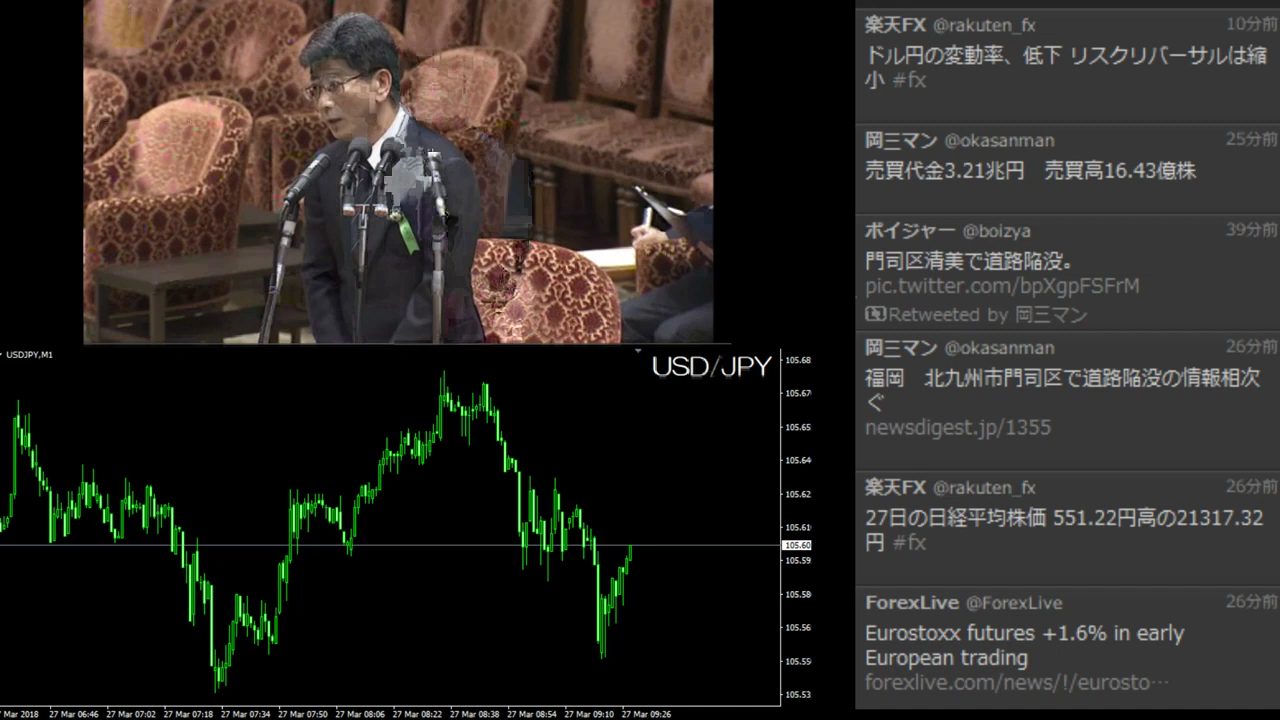 USDJPY,M1
USD/JPY
105.68
105.67
105.65
105.64
105.62
105.61
105.60
105.59
105.58
105.56
105.55
105.53
Mar 2018
27 Mar 06:46
27 Mar 07:02
27 Mar 07:18
27 Mar 07:34
27 Mar 07:50
27 Mar 08:06
27 Mar 08:22
27 Mar 08:38
27 Mar 08:54
27 Mar 09:10
27 Mar 09:26
楽天FX @rakuten_fx 10分前
ドル円の変動率、低下 リスクリバーサルは縮
小 #fx
岡三マン @okasanman 25分前
売買代金3.21兆円 売買高16.43億株
ボイジャー @boizya 39分前
門司区清美で道路陥没。
pic.twitter.com/bpXgpFSFrM
Retweeted by 岡三マン
岡三マン @okasanman 26分前
福岡 北九州市門司区で道路陥没の情報相次
ぐ
newsdigest.jp/1355
楽天FX @rakuten_fx 26分前
27日の日経平均株価 551.22円高の21317.32
円 #fx
ForexLive @ForexLive 26分前
Eurostoxx futures +1.6% in early
European trading
forexlive.com/news/!/eurosto…